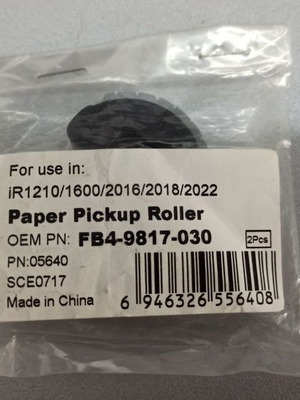 For use in:
iR1210/1600/2016/2018/2022
Paper Pickup Roller
OEM PN: FB4-9817-030
2Pcs
PN:05640
SCE0717
Made in China
6 946326 556408